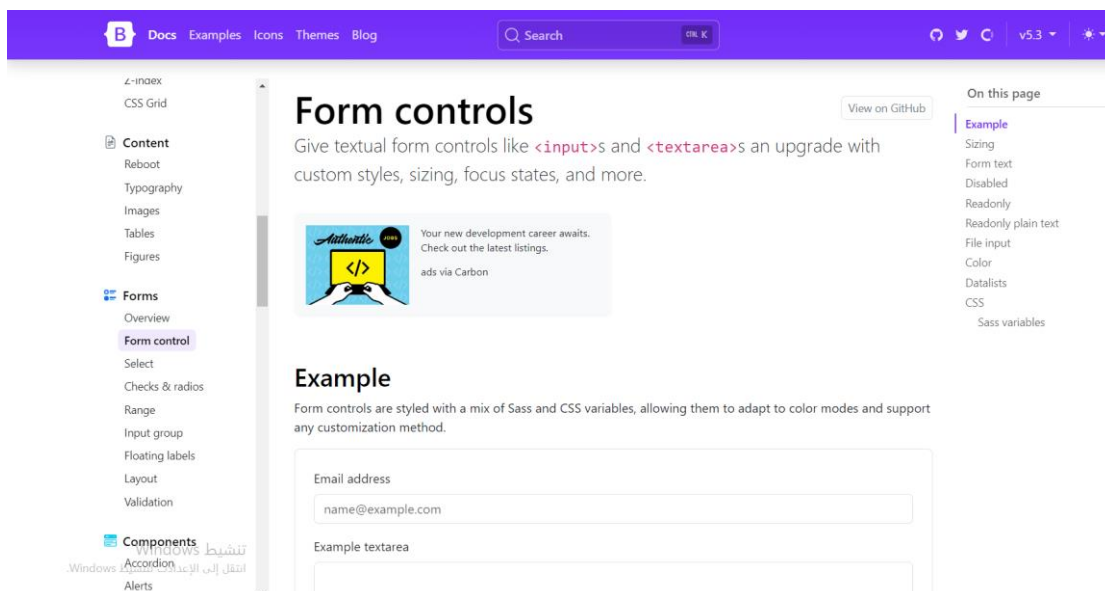 B Docs Examples Icons Themes Blog Search CTRL K v5.3
Z-index
CSS Grid
Content
Reboot
Typography
Images
Tables
Figures
Forms
Overview
Form control
Select
Checks & radios
Range
Input group
Floating labels
Layout
Validation
Components
Accordion
Alerts
Form controls
View on GitHub
Give textual form controls like <input>s and <textarea>s an upgrade with
custom styles, sizing, focus states, and more.
Authentic JOBS
</>
Your new development career awaits.
Check out the latest listings.
ads via Carbon
Example
Form controls are styled with a mix of Sass and CSS variables, allowing them to adapt to color modes and support
any customization method.
Email address
name@example.com
Example textarea
On this page
Example
Sizing
Form text
Disabled
Readonly
Readonly plain text
File input
Color
Datalists
CSS
Sass variables
تنشيط Windows
انتقل إلى الإعدادات لتنشيط Windows.